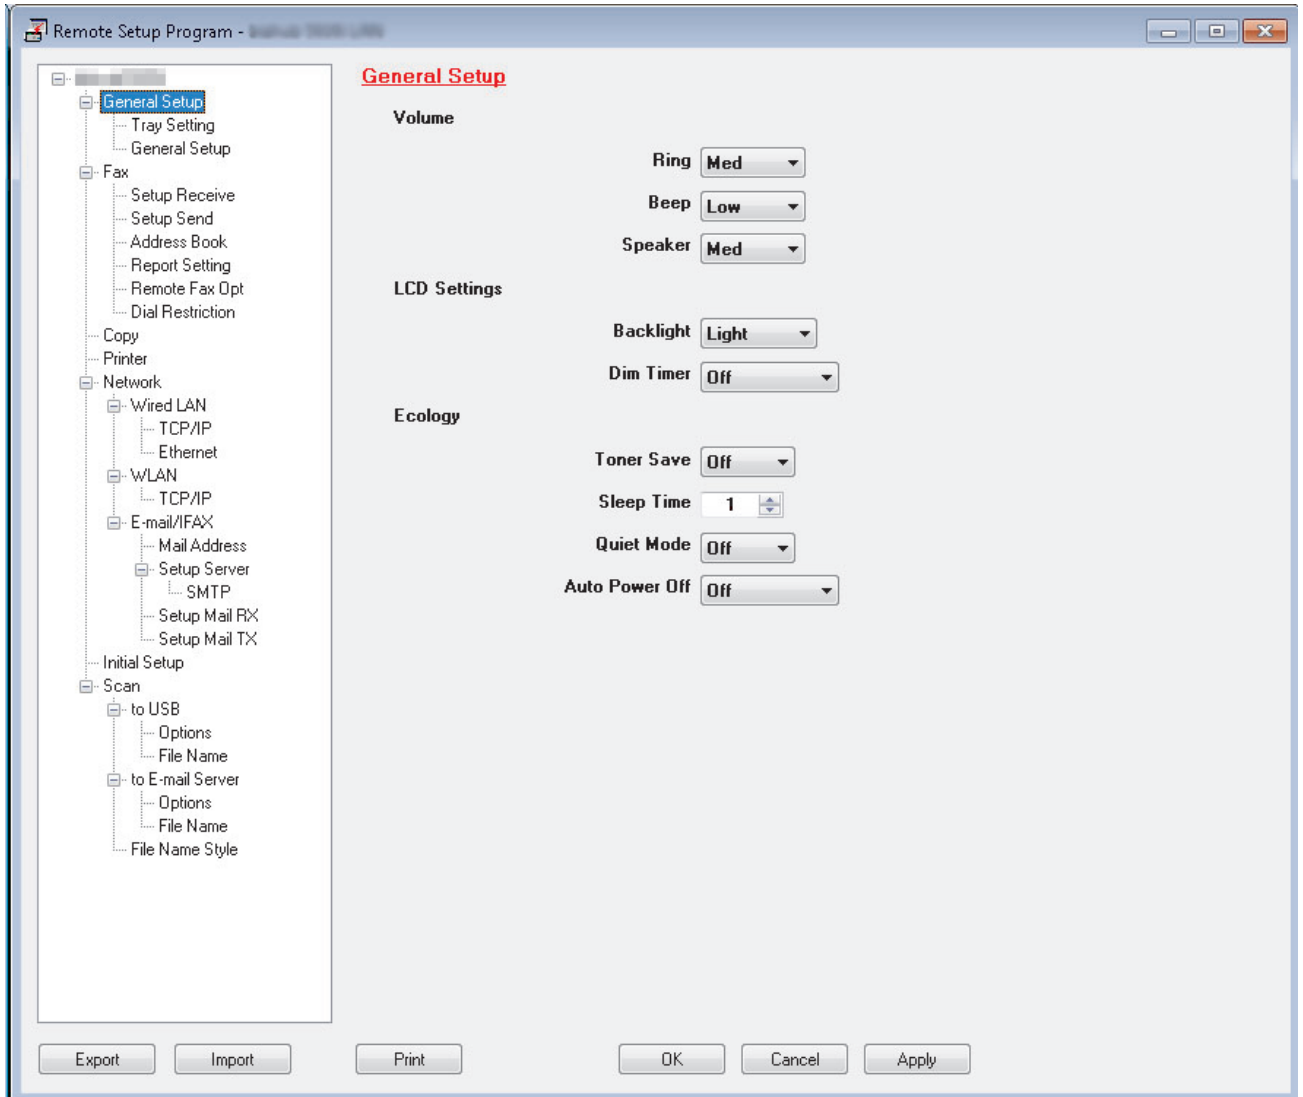 Remote Setup Program -
General Setup
Tray Setting
General Setup
Fax
Setup Receive
Setup Send
Address Book
Report Setting
Remote Fax Opt
Dial Restriction
Copy
Printer
Network
Wired LAN
TCP/IP
Ethernet
WLAN
TCP/IP
E-mail/IFAX
Mail Address
Setup Server
SMTP
Setup Mail RX
Setup Mail TX
Initial Setup
Scan
to USB
Options
File Name
to E-mail Server
Options
File Name
File Name Style
General Setup
Volume
Ring Med
Beep Low
Speaker Med
LCD Settings
Backlight Light
Dim Timer Off
Ecology
Toner Save Off
Sleep Time 1
Quiet Mode Off
Auto Power Off Off
Export Import Print OK Cancel Apply